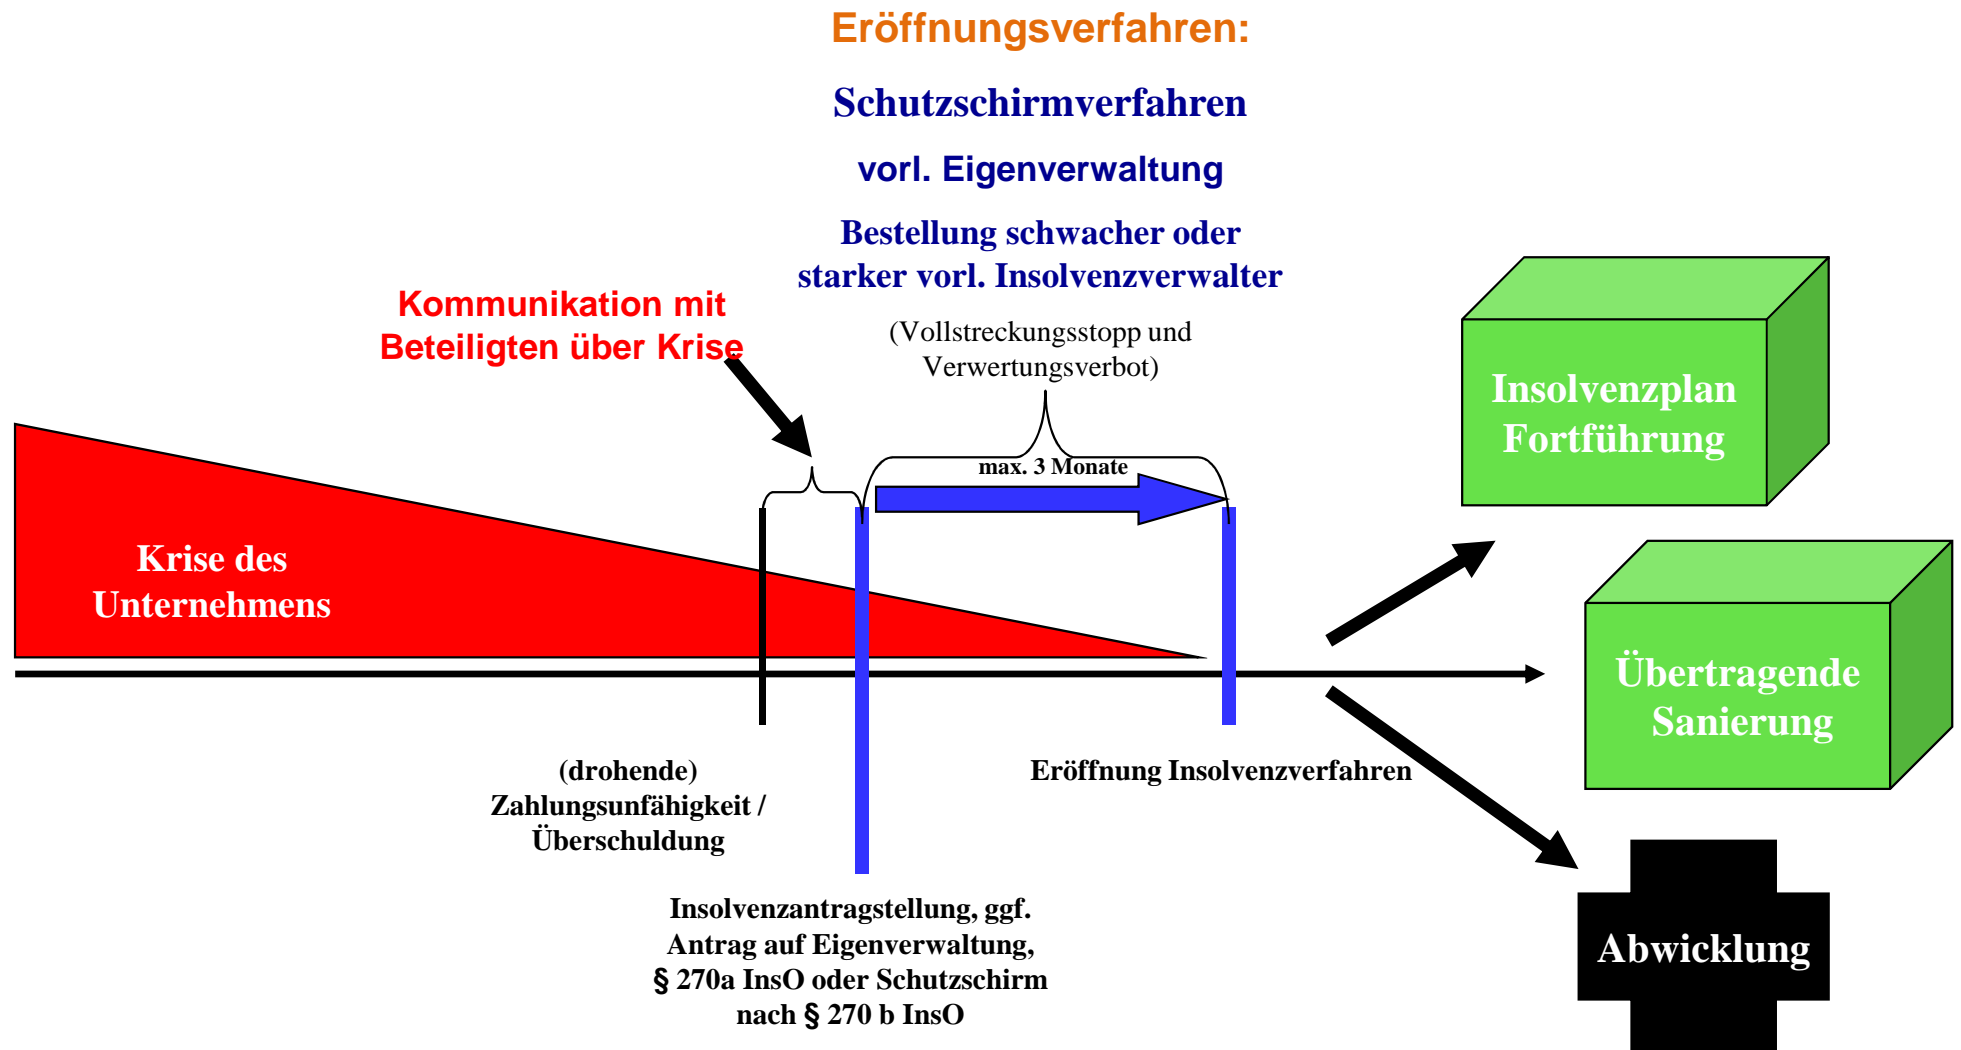 Eröffnungsverfahren:
Schutzschirmverfahren
vorl. Eigenverwaltung
Bestellung schwacher oder
starker vorl. Insolvenzverwalter
(Vollstreckungsstopp und
Verwertungsverbot)
Kommunikation mit
Beteiligten über Krise
max. 3 Monate
Krise des
Unternehmens
Insolvenzplan
Fortführung
Übertragende
Sanierung
(drohende)
Zahlungsunfähigkeit /
Überschuldung
Eröffnung Insolvenzverfahren
Insolvenzantragstellung, ggf.
Antrag auf Eigenverwaltung,
§ 270a InsO oder Schutzschirm
nach § 270 b InsO
Abwicklung